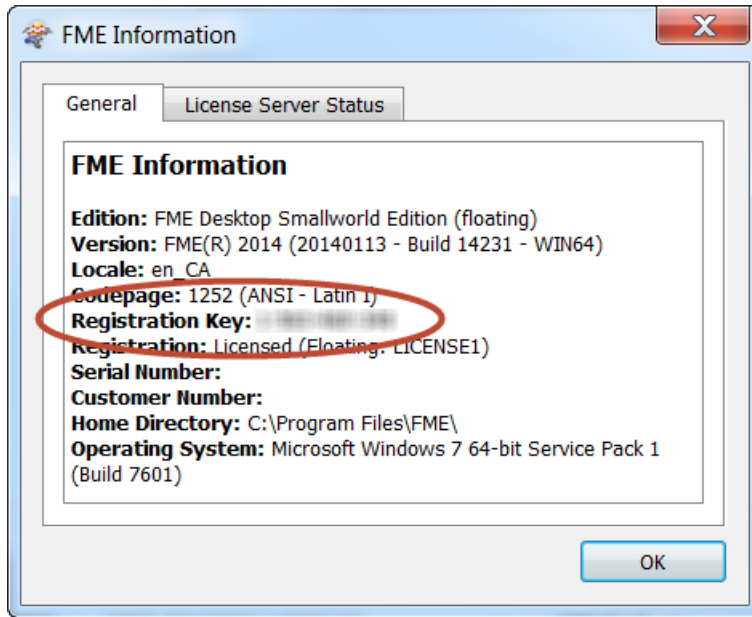 FME Information
General
License Server Status
FME Information
Edition: FME Desktop Smallworld Edition (floating)
Version: FME(R) 2014 (20140113 - Build 14231 - WIN64)
Locale: en_CA
Codepage: 1252 (ANSI - Latin I)
Registration Key:
Registration: Licensed (Floating: LICENSE1)
Serial Number:
Customer Number:
Home Directory: C:\Program Files\FME\
Operating System: Microsoft Windows 7 64-bit Service Pack 1
(Build 7601)
OK